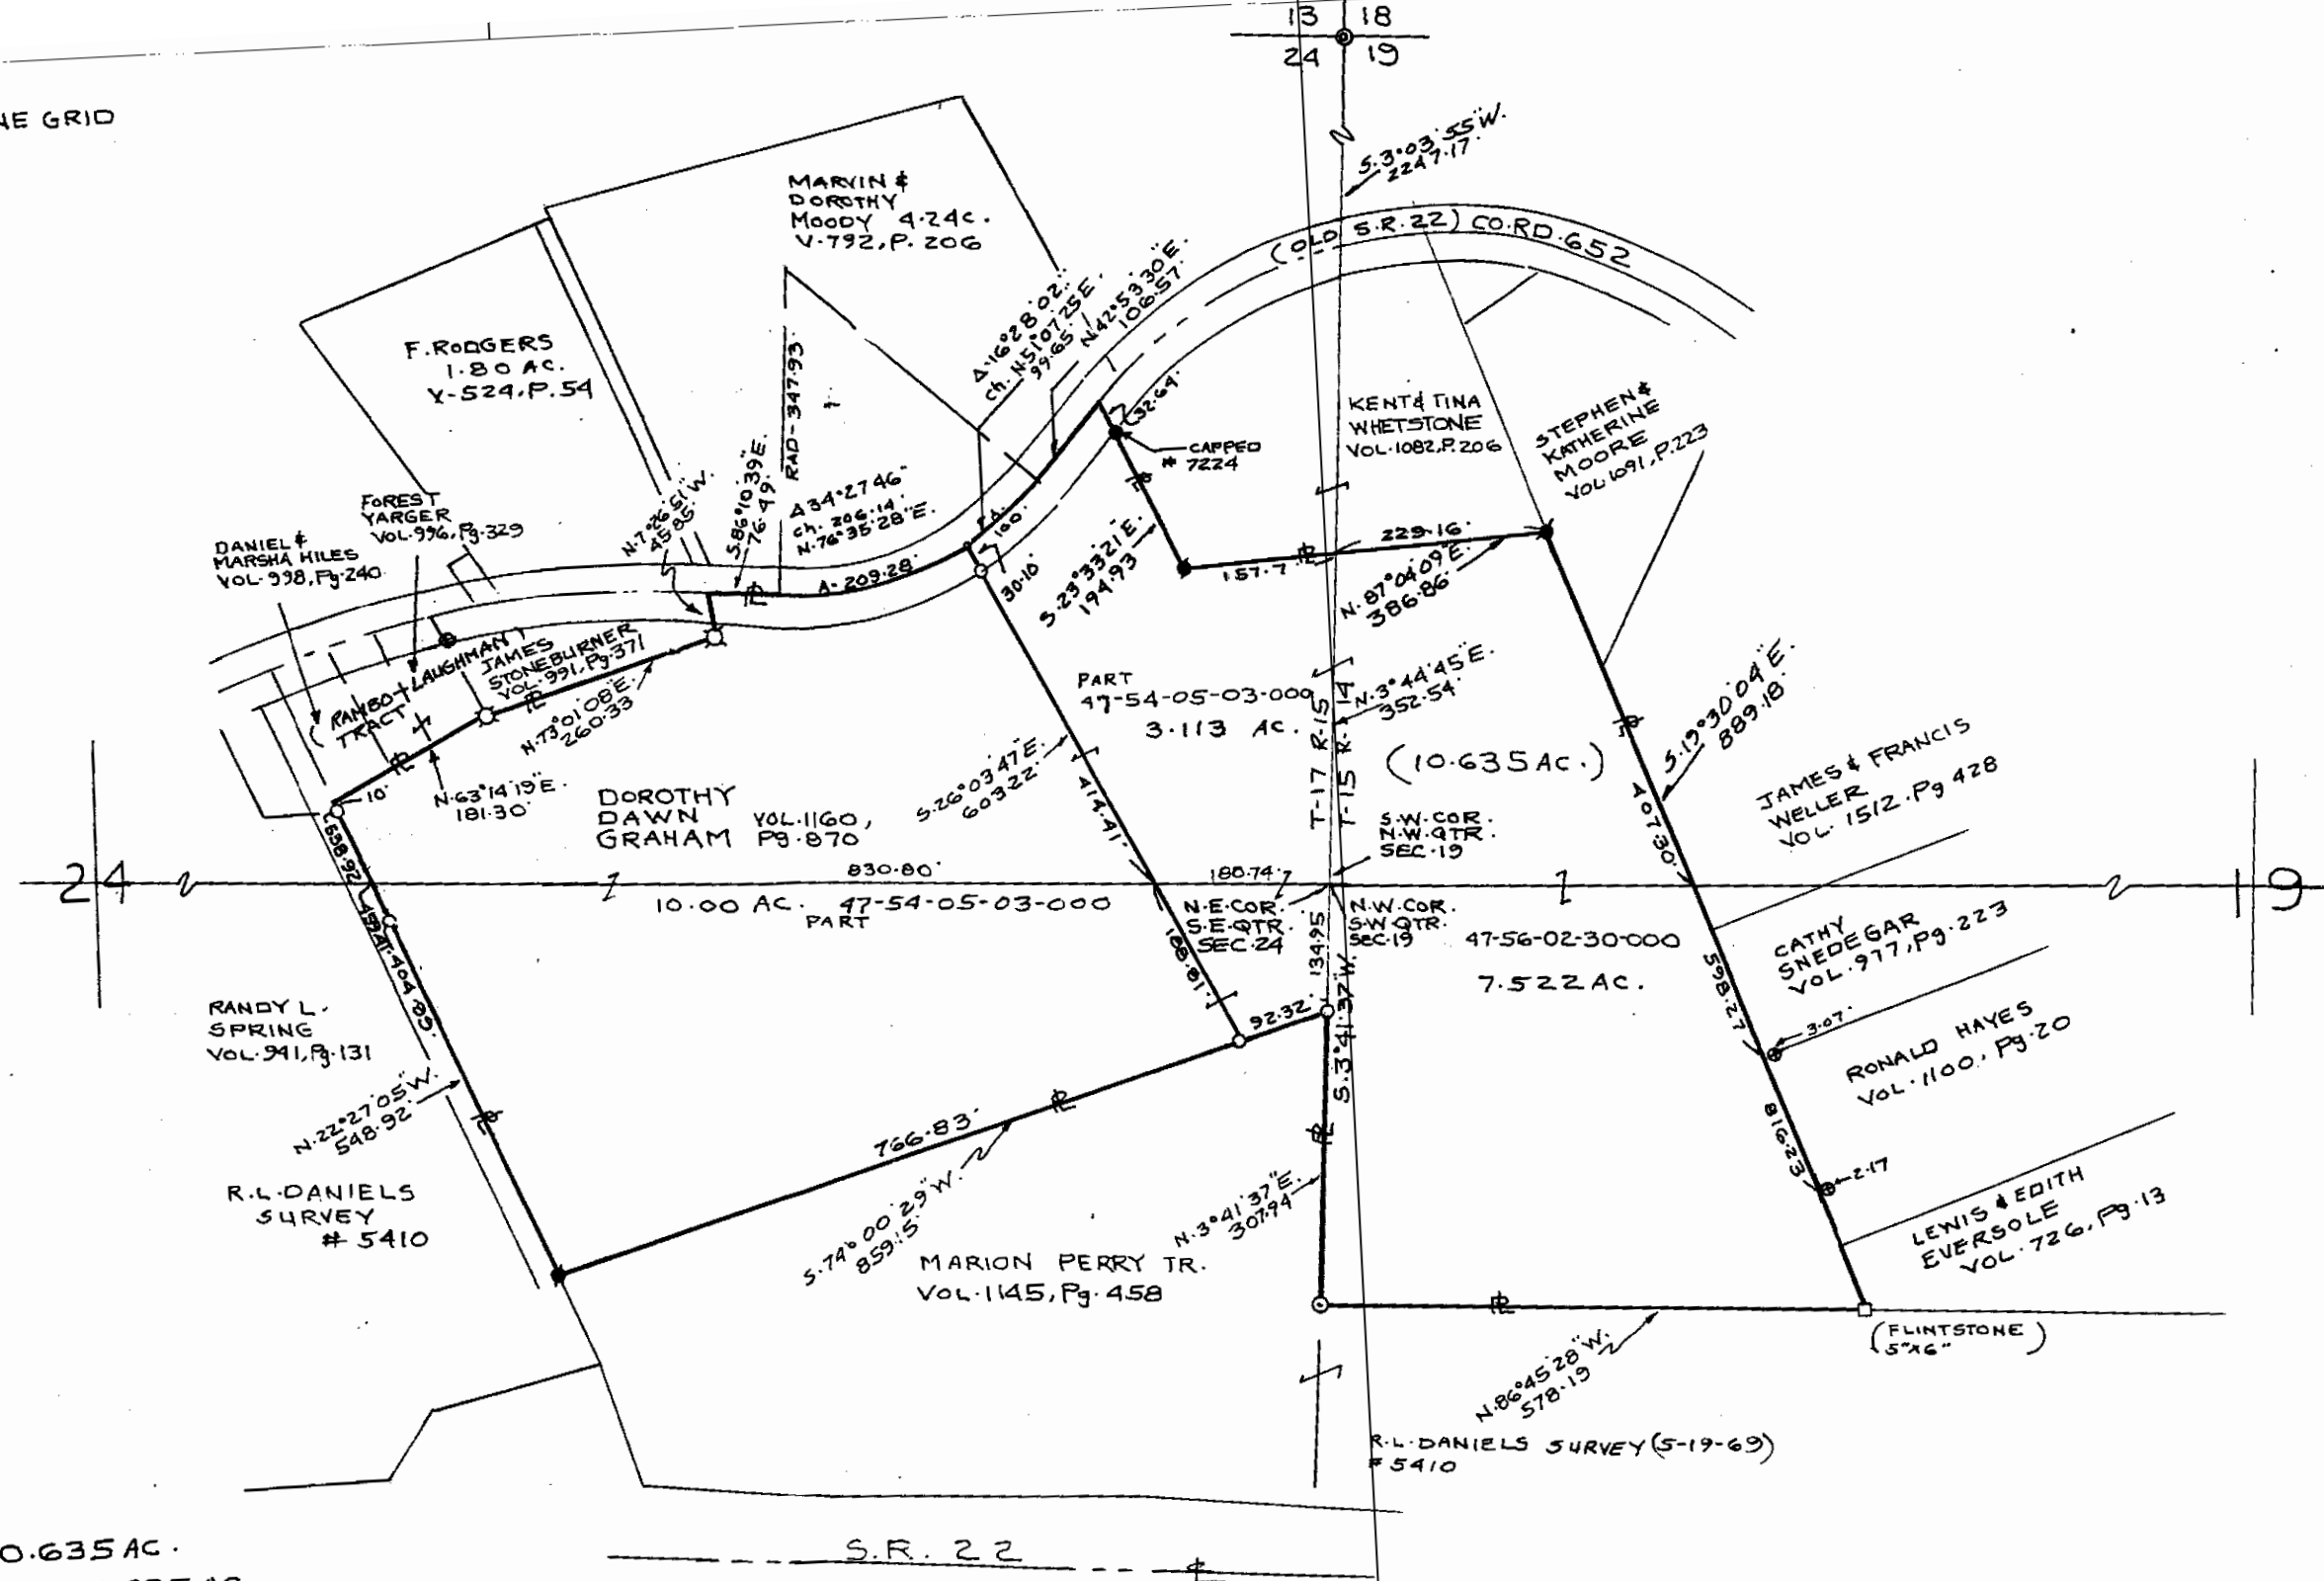 13 18
24 19
NE GRID
S.3°03'55"W.
2247.17'
MARVIN &
DOROTHY
MOODY 4.24C.
V.792, P. 206
(OLD S.R.22) CO.RD.652
F.RODGERS
1.80 AC.
V-524, P.54
RAD-347.93'
Δ-16°28'02"
ch. N51°07'25E.
99.65'
N.42°53'30"E.
106.57'
32.64'
CAPPED
# 7224
KENT & TINA
WHETSTONE
VOL.1082,P.206
STEPHEN &
KATHERINE
MOORE
VOL 1091, P.223
FOREST
YARGER
VOL.996, Pg.329
DANIEL &
MARSHA HILES
VOL.998, Pg.240
N.7°26'51"W.
45.85'
S.86°10'39"E.
76.49'
Δ34°27'46"
ch. 206.14'
N.76°35'28"E.
A-209.28'
A.
100.'
30.10'
S.23°33'21"E.
194.93'
157.7
229.16'
N.87°04'09"E.
386.86'
(RAMBO + LAUGHMAN)
TRACT
JAMES
STONEBURNER
VOL.991, Pg.371
N.73°01'08"E.
260.33'
10'
N.63°14'19"E.
181.30'
DOROTHY
DAWN VOL.1160,
GRAHAM Pg.870
S.26°03'47"E.
603.22'
414.41'
PART
47-54-05-03-000
3.113 AC.
T-17 R-15
T-15 R-14
N.3°44'45"E.
352.54'
(10.635AC.)
S.19°30'04"E.
889.18'
407.30'
JAMES & FRANCIS
WELLER
VOL. 1512. Pg 428
S.W.COR.
N.W.QTR.
SEC.19
538.92'
24
830.80'
180.74'
19
10.00 AC. 47-54-05-03-000
PART
404.89'
N.E.COR.
S.E.QTR.
SEC.24
N.W.COR.
S.W.QTR.
SEC.19
134.95
188.81'
47-56-02-30-000
7.522 AC.
CATHY
SNEDEGAR
VOL.977, Pg.223
598.27
3.07'
RANDY L.
SPRING
VOL.941, Pg.131
92.32'
S.3°41'37"W.
RONALD HAYES
VOL.1100, Pg.20
N.22°27'05"W.
548.92'
766.83'
816.23
2.17
R.L.DANIELS
SURVEY
# 5410
S.74°00'29"W.
859.15'
N.3°41'37"E.
307.94
MARION PERRY TR.
VOL.1145, Pg.458
LEWIS & EDITH
EVERSOLE
VOL.726, Pg.13
(FLINTSTONE)
5"x6"
N.86°45'28"W.
578.19
R.L.DANIELS SURVEY (5-19-69)
# 5410
0.635 AC.
S.R. 22